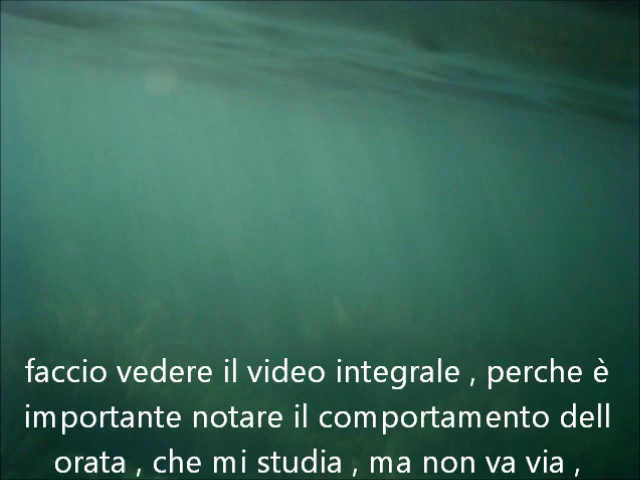 faccio vedere il video integrale , perche è
importante notare il comportamento dell
orata , che mi studia , ma non va via ,